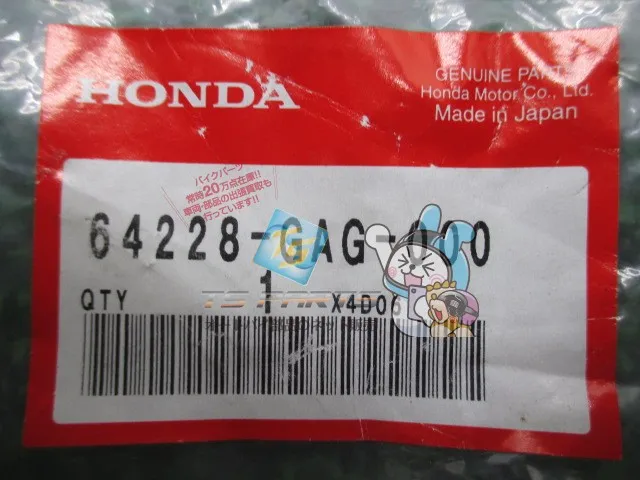 HONDA
GENUINE PARTS
Honda Motor Co., Ltd.
Made in Japan
バイクパーツ
常時20万点在庫!!
車両・部品の出張買取も
行っています!!
64228-GAG-000
QTY 1 X4D06
TS PARTS